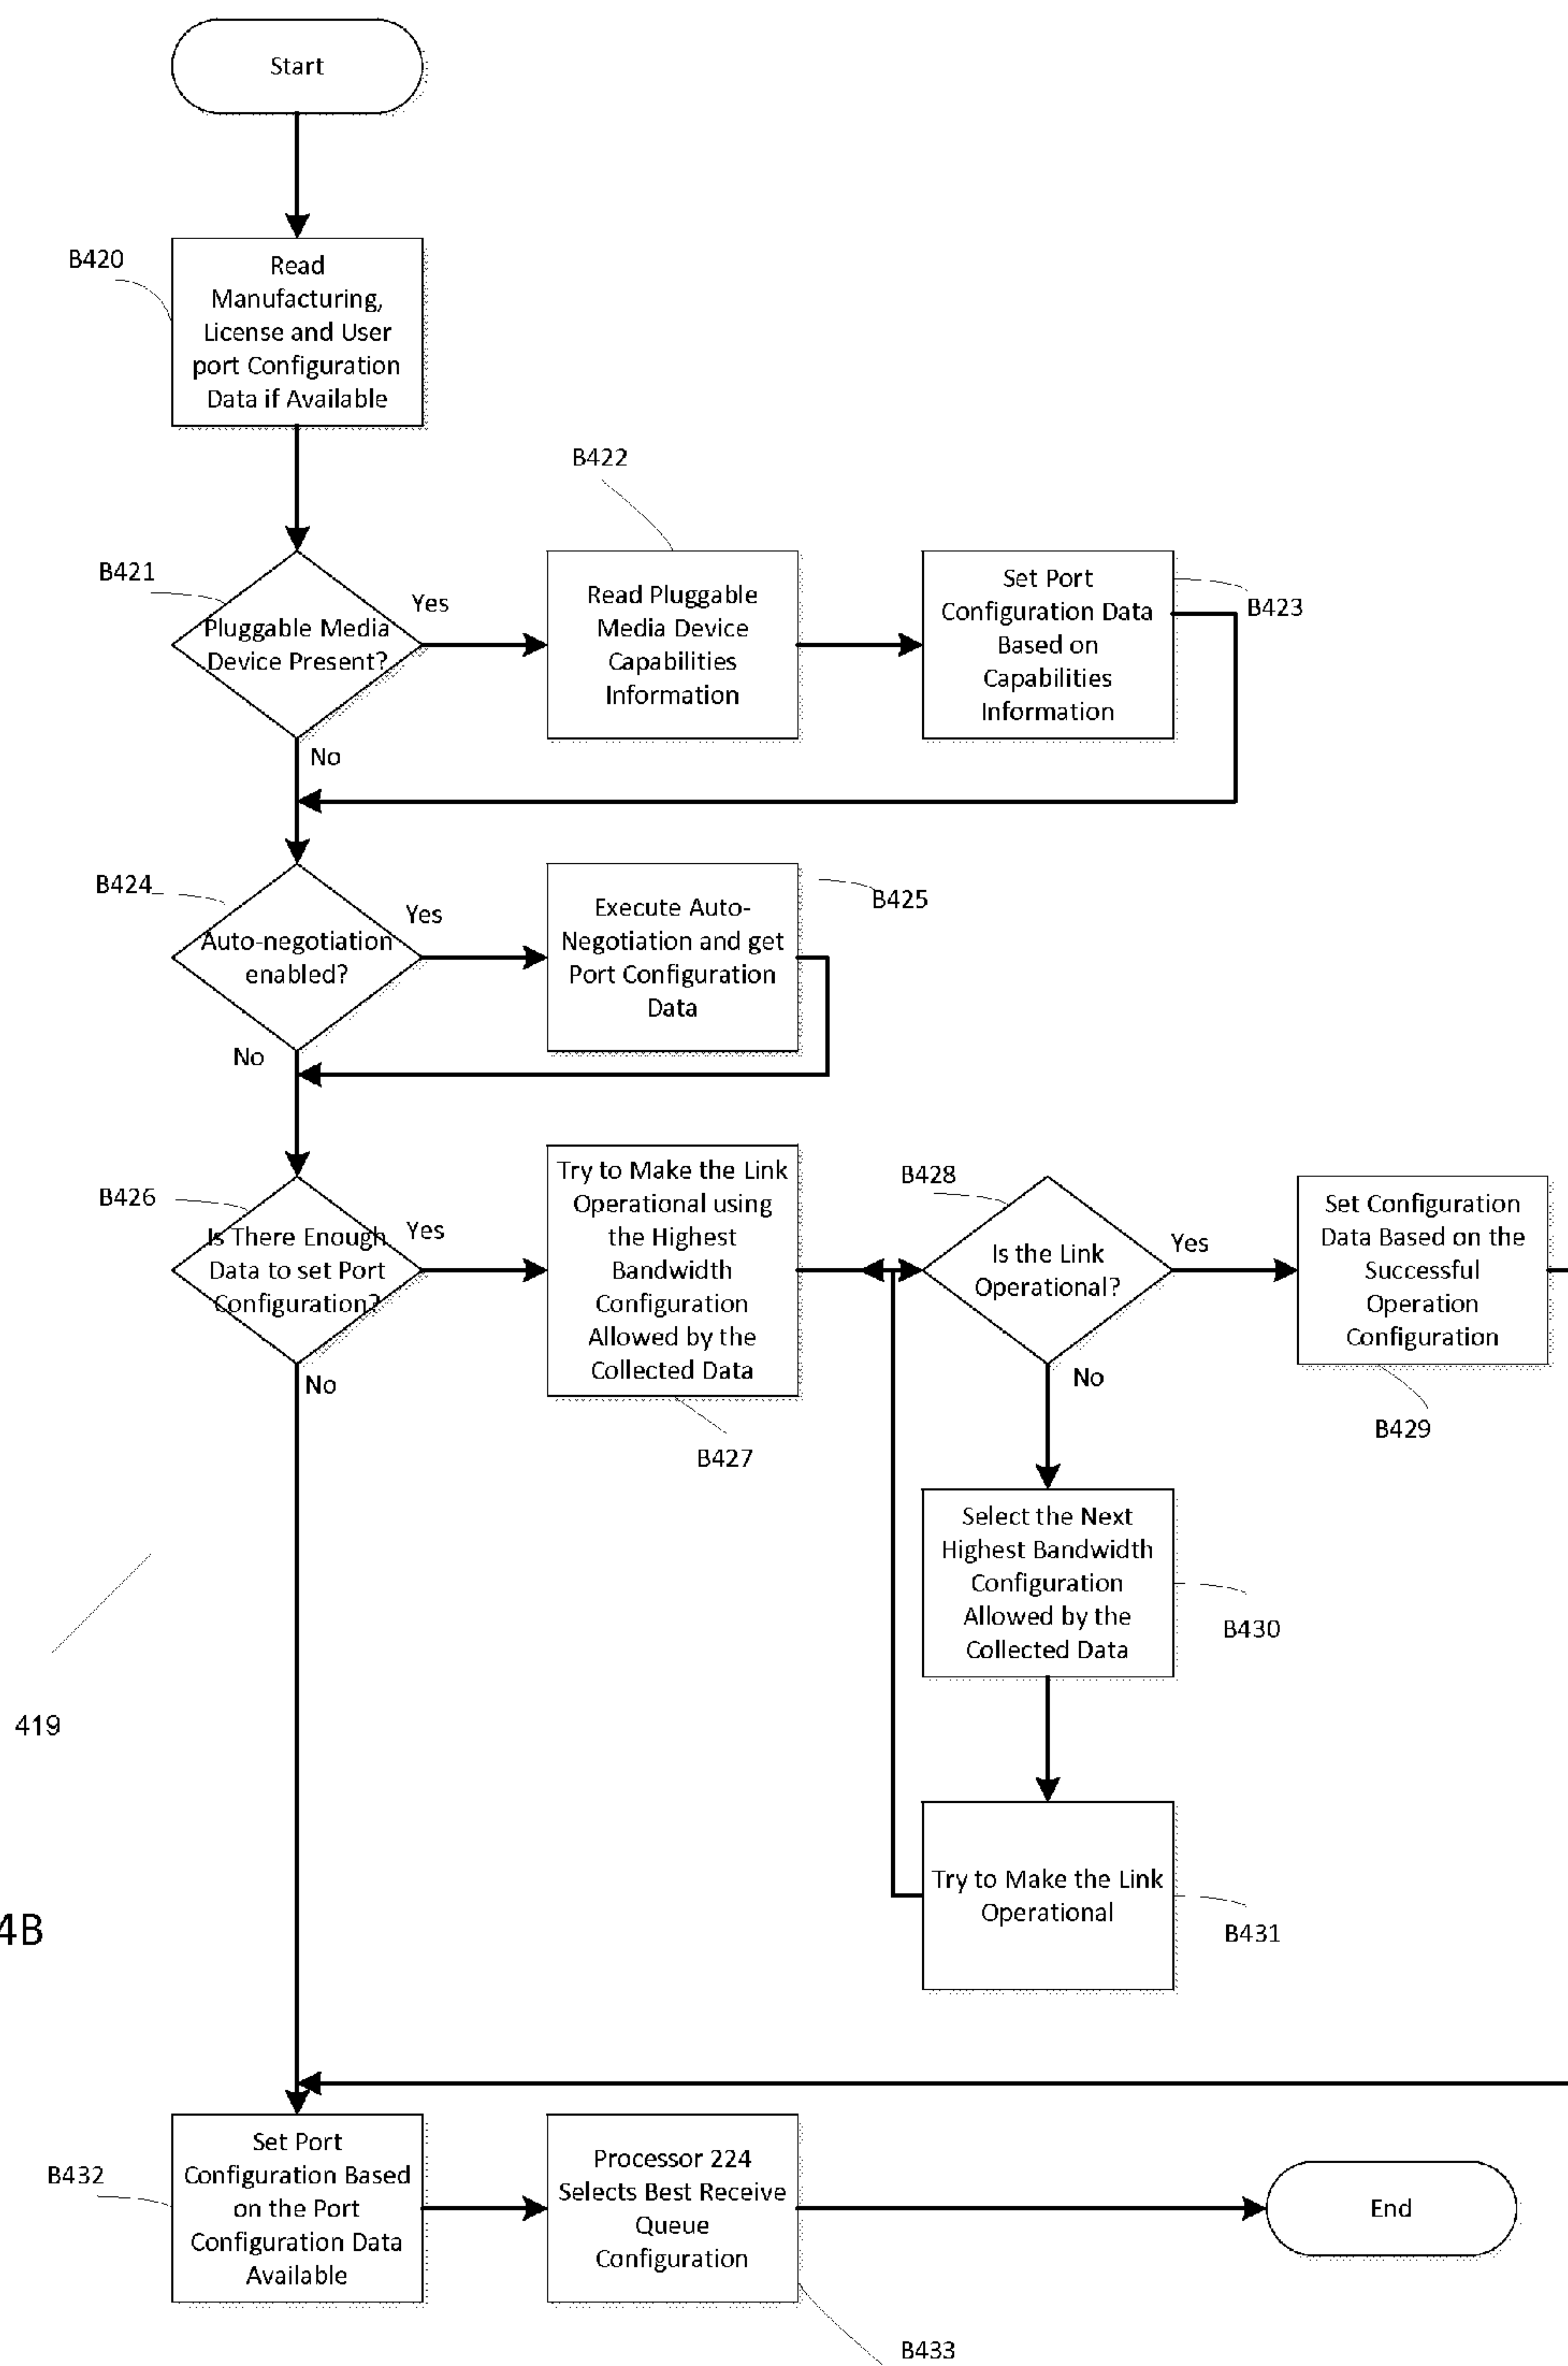 Start
B420
Read
Manufacturing,
License and User
port Configuration
Data if Available
B421
Pluggable Media
Device Present?
Yes
No
B422
Read Pluggable
Media Device
Capabilities
Information
Set Port
Configuration Data
Based on
Capabilities
Information
B423
B424
Auto-negotiation
enabled?
Yes
No
Execute Auto-
Negotiation and get
Port Configuration
Data
B425
B426
Is There Enough
Data to set Port
Configuration?
Yes
No
Try to Make the Link
Operational using
the Highest
Bandwidth
Configuration
Allowed by the
Collected Data
B427
B428
Is the Link
Operational?
Yes
No
Set Configuration
Data Based on the
Successful
Operation
Configuration
B429
Select the Next
Highest Bandwidth
Configuration
Allowed by the
Collected Data
B430
Try to Make the Link
Operational
B431
419
4B
B432
Set Port
Configuration Based
on the Port
Configuration Data
Available
Processor 224
Selects Best Receive
Queue
Configuration
B433
End